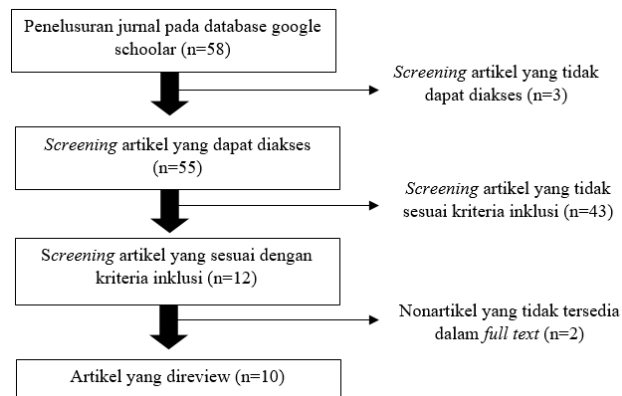 Penelusuran jurnal pada database google
schoolar (n=58)
Screening artikel yang tidak
dapat diakses (n=3)
Screening artikel yang dapat diakses
(n=55)
Screening artikel yang tidak
sesuai kriteria inklusi (n=43)
Screening artikel yang sesuai dengan
kriteria inklusi (n=12)
Nonartikel yang tidak tersedia
dalam full text (n=2)
Artikel yang direview (n=10)